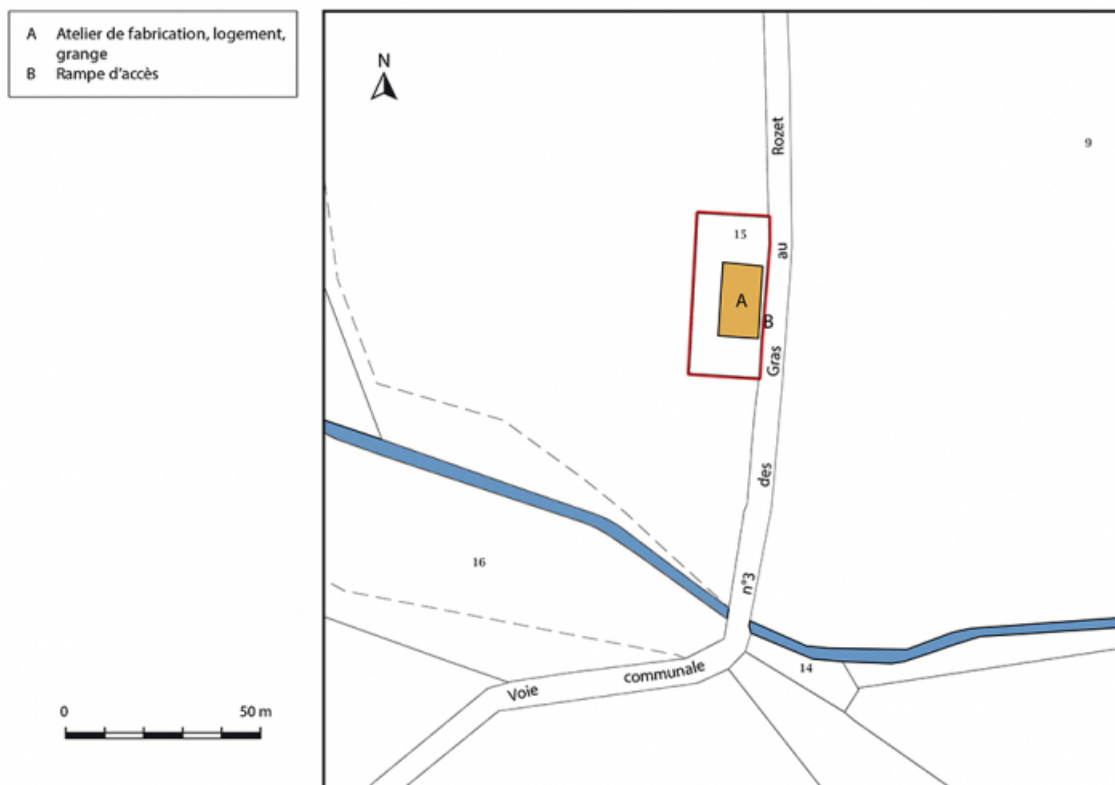 A Atelier de fabrication, logement,
grange
B Rampe d'accès
N
9
15
A
B
16
14
Voie communale n°3 des Gras au Rozet
0 50 m